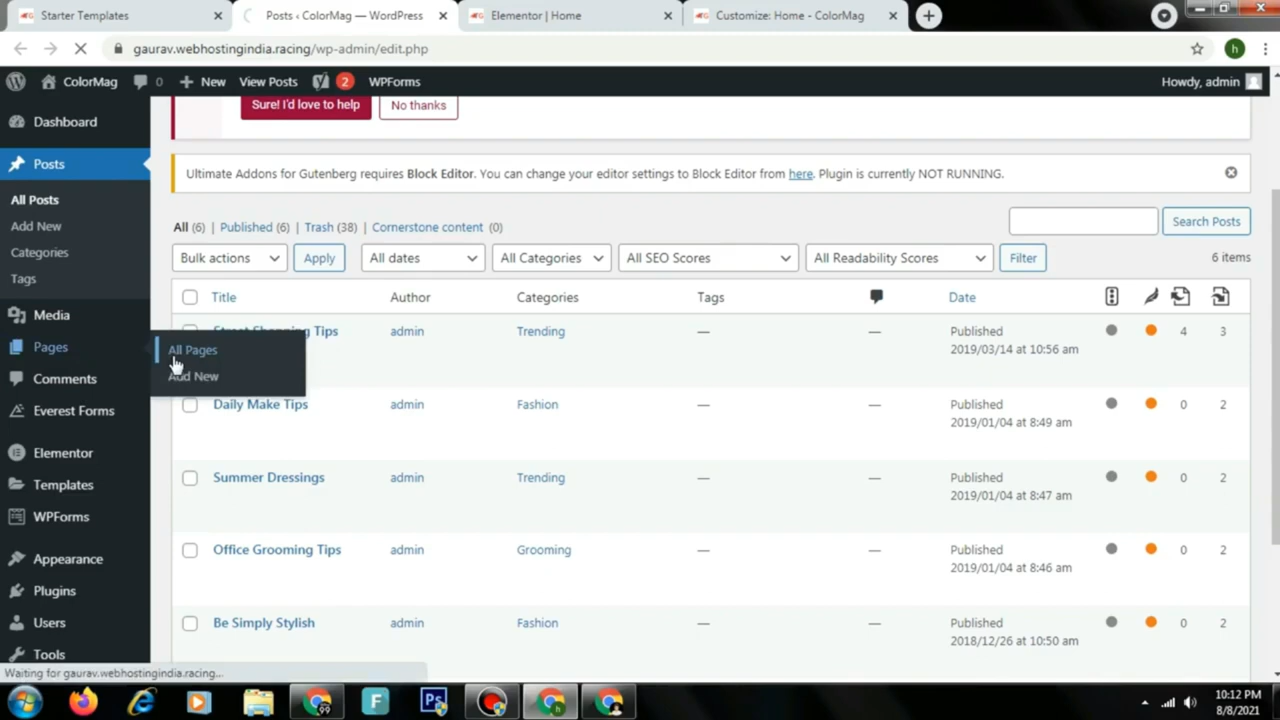 Starter Templates
Posts ‹ ColorMag — WordPress
Elementor | Home
Customize: Home - ColorMag
gaurav.webhostingindia.racing/wp-admin/edit.php
h
ColorMag 0 New View Posts 2 WPForms Howdy, admin
Dashboard
Posts
All Posts
Add New
Categories
Tags
Media
Pages
Comments
Everest Forms
Elementor
Templates
WPForms
Appearance
Plugins
Users
Tools
All Pages
Add New
Sure! I'd love to help No thanks
Ultimate Addons for Gutenberg requires Block Editor. You can change your editor settings to Block Editor from here. Plugin is currently NOT RUNNING.
All (6) | Published (6) | Trash (38) | Cornerstone content (0)
Search Posts
Bulk actions Apply All dates All Categories All SEO Scores All Readability Scores Filter 6 items
Title Author Categories Tags Date
Street Shopping Tips admin Trending — — Published 4 3
2019/03/14 at 10:56 am
Daily Make Tips admin Fashion — — Published 0 2
2019/01/04 at 8:49 am
Summer Dressings admin Trending — — Published 0 2
2019/01/04 at 8:47 am
Office Grooming Tips admin Grooming — — Published 0 2
2019/01/04 at 8:46 am
Be Simply Stylish admin Fashion — — Published 0 2
2018/12/26 at 10:50 am
Waiting for gaurav.webhostingindia.racing...
99
F
Ps
h
10:12 PM
8/8/2021